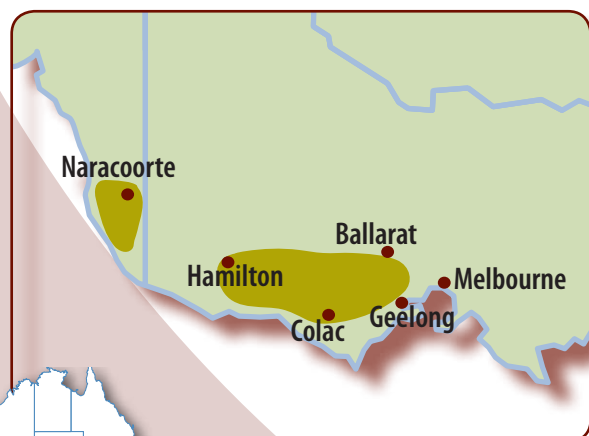 Naracoorte
Ballarat
Hamilton
Melbourne
Geelong
Colac